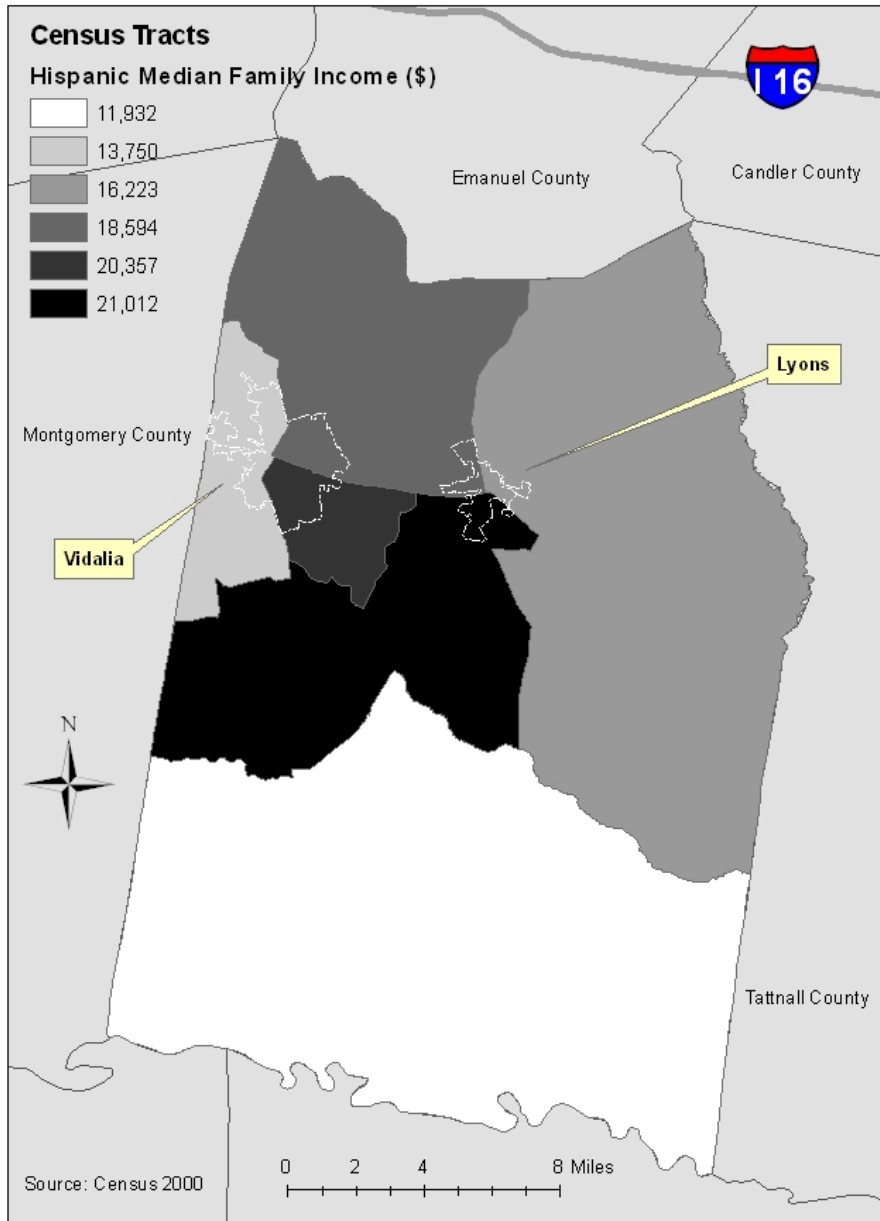 Census Tracts
Hispanic Median Family Income ($)
11,932
13,750
16,223
18,594
20,357
21,012
I 16
Emanuel County
Candler County
Lyons
Montgomery County
Vidalia
N
Tattnall County
Source: Census 2000
0 2 4 8 Miles